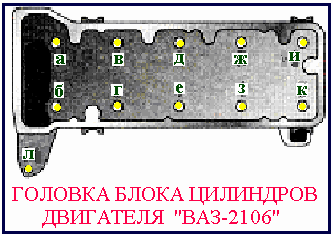 а в д ж и
б г е з к
л
ГОЛОВКА БЛОКА ЦИЛИНДРОВ
ДВИГАТЕЛЯ "ВАЗ-2106"